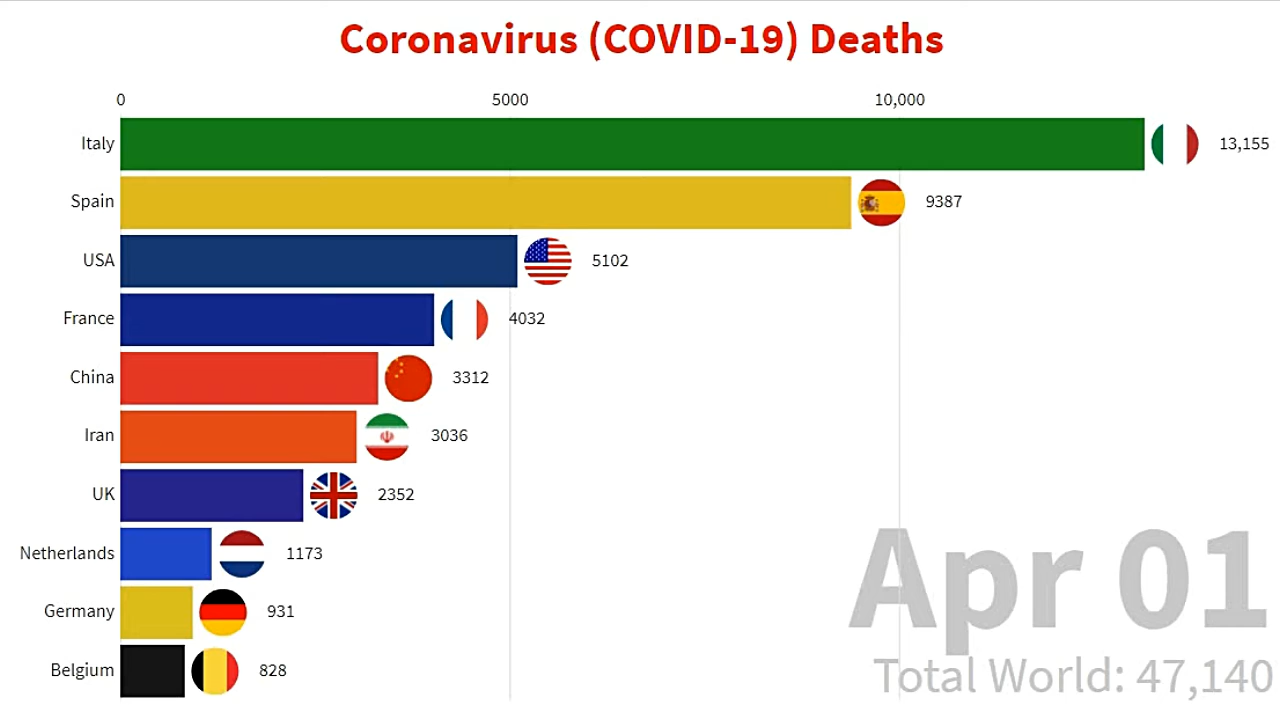 Coronavirus (COVID-19) Deaths
0 5000 10,000
Italy 13,155
Spain 9387
USA 5102
France 4032
China 3312
Iran 3036
UK 2352
Netherlands 1173
Germany 931
Belgium 828
Apr 01
Total World: 47,140